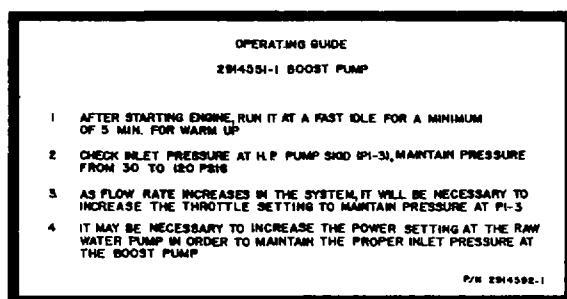 OPERATING GUIDE
2914551-1 BOOST PUMP
1 AFTER STARTING ENGINE, RUN IT AT A FAST IDLE FOR A MINIMUM
OF 5 MIN. FOR WARM UP
2 CHECK INLET PRESSURE AT H.P. PUMP SKID (PI-3), MAINTAIN PRESSURE
FROM 30 TO 120 PSIG
3. AS FLOW RATE INCREASES IN THE SYSTEM, IT WILL BE NECESSARY TO
INCREASE THE THROTTLE SETTING TO MAINTAIN PRESSURE AT PI-3
4 IT MAY BE NECESSARY TO INCREASE THE POWER SETTING AT THE RAW
WATER PUMP IN ORDER TO MAINTAIN THE PROPER INLET PRESSURE AT
THE BOOST PUMP
P/N 2914592-1